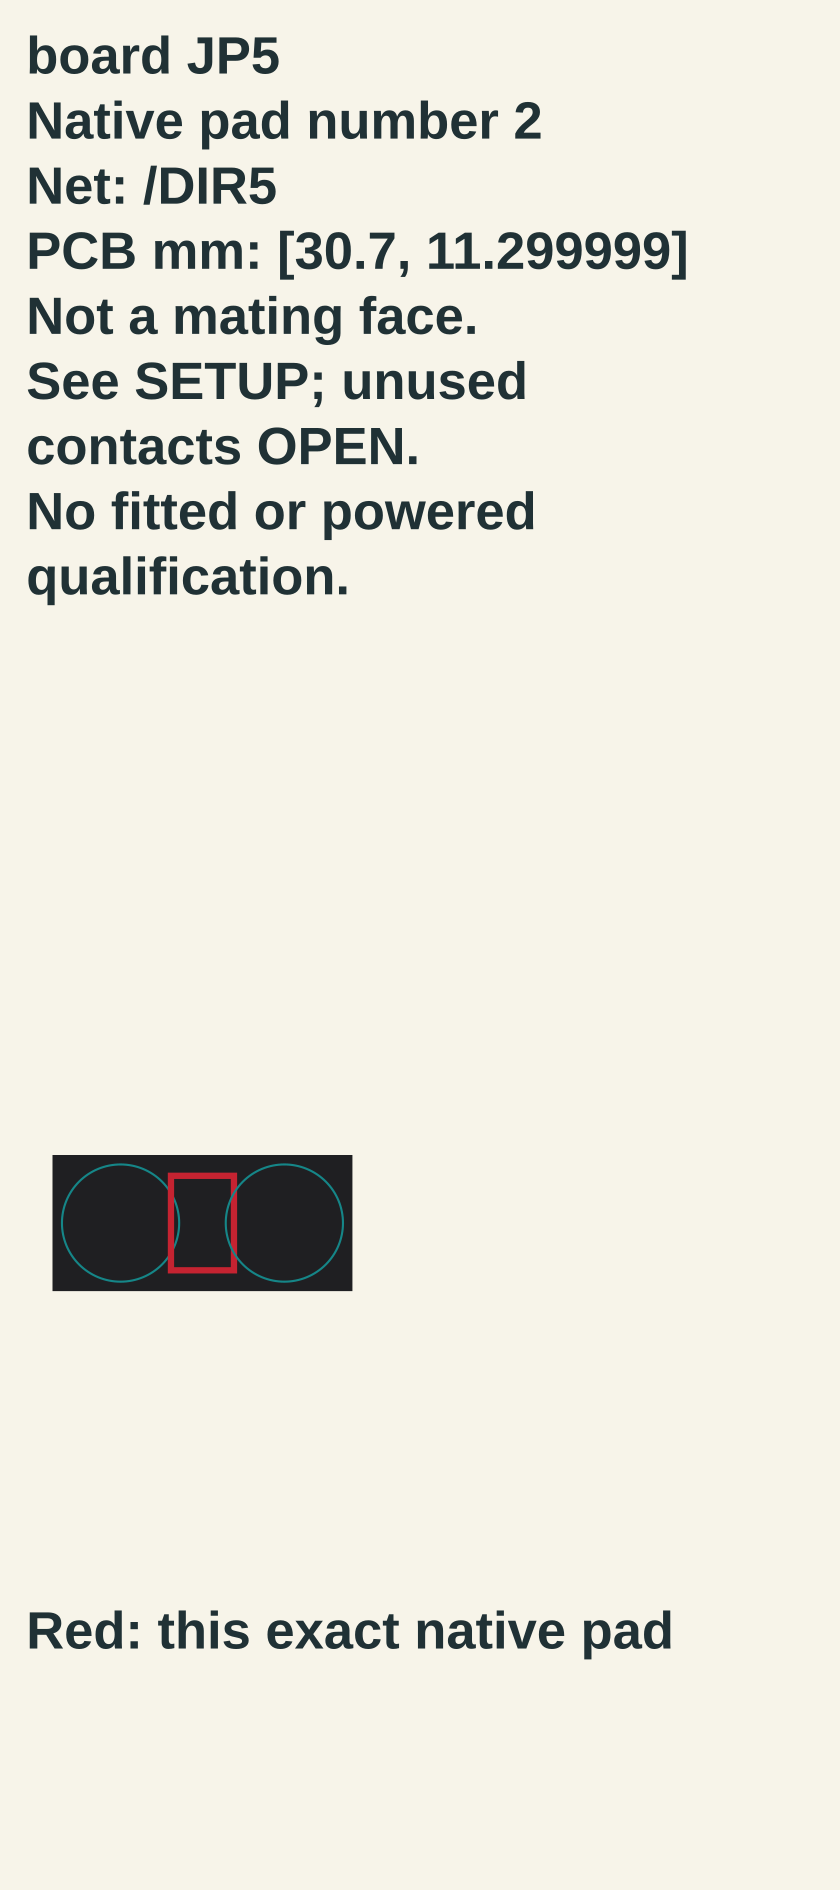 board JP5
Native pad number 2
Net: /DIR5
PCB mm: [30.7, 11.299999]
Not a mating face.
See SETUP; unused
contacts OPEN.
No fitted or powered
qualification.
Red: this exact native pad